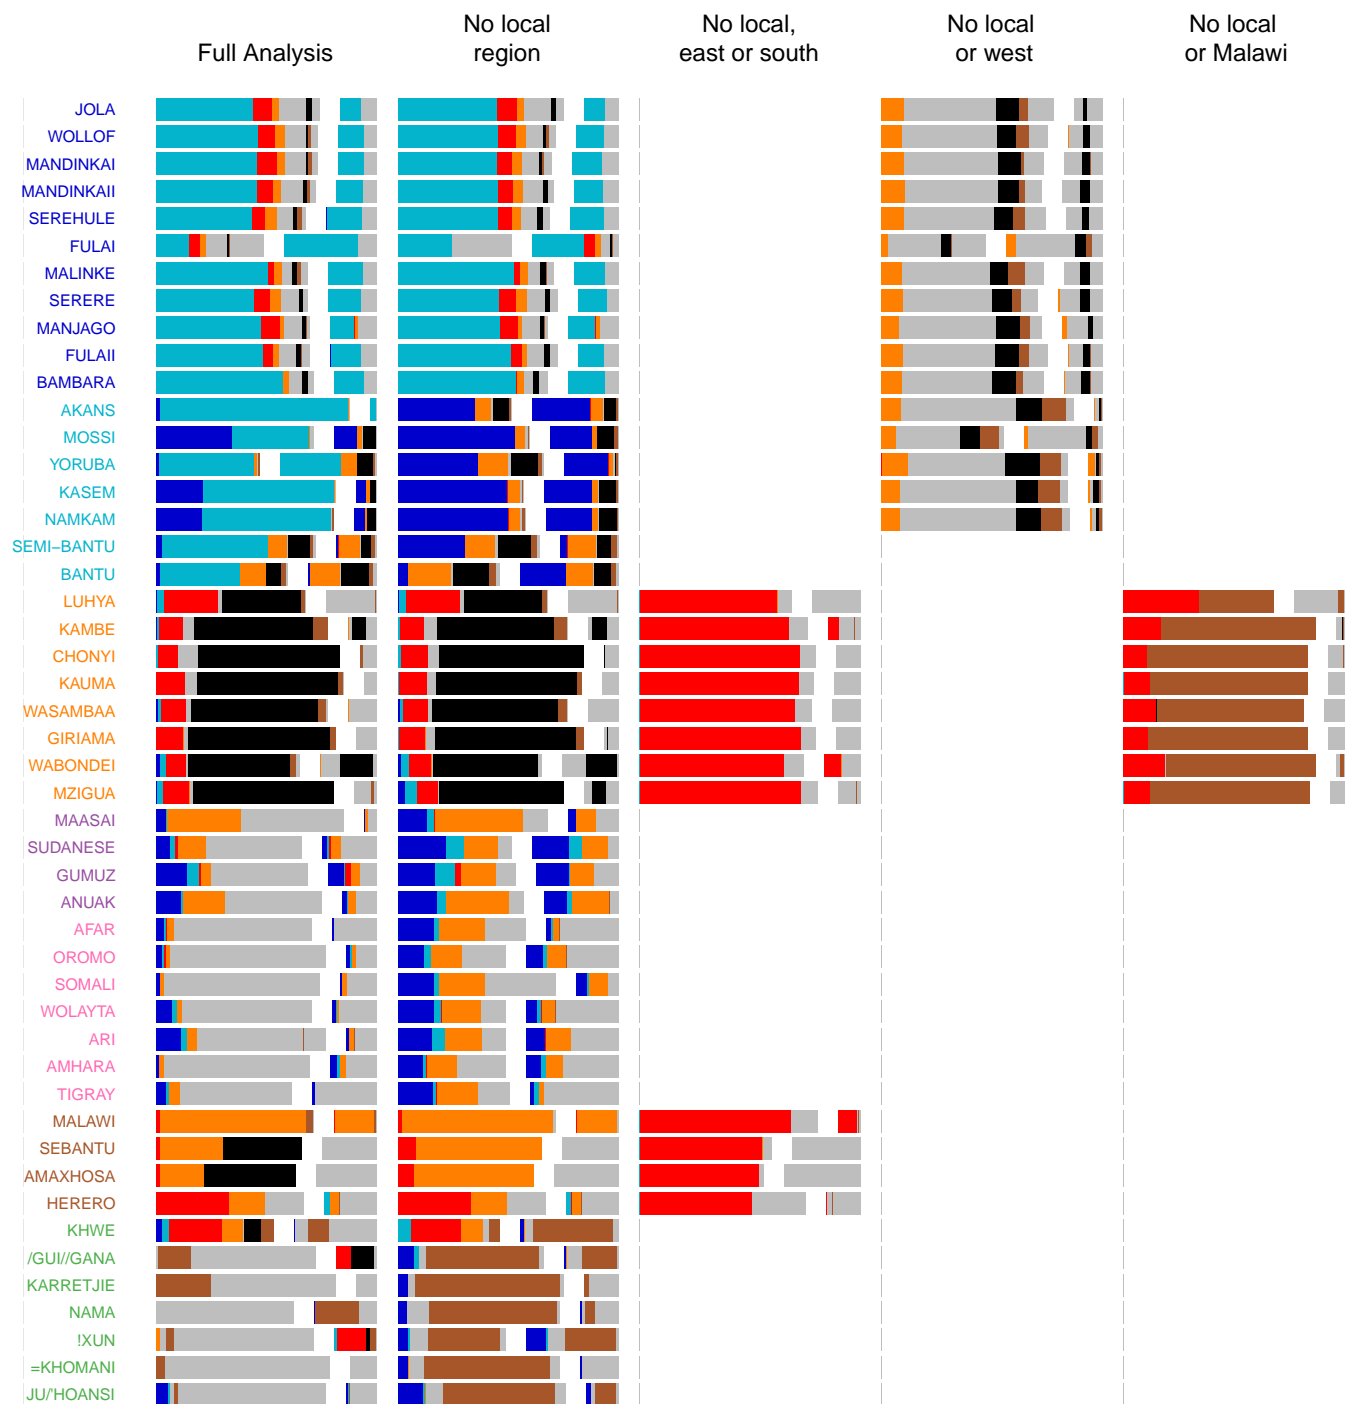 Full Analysis
No local
region
No local,
east or south
No local
or west
No local
or Malawi
JOLA
WOLLOF
MANDINKAI
MANDINKAII
SEREHULE
FULAI
MALINKE
SERERE
MANJAGO
FULAII
BAMBARA
AKANS
MOSSI
YORUBA
KASEM
NAMKAM
SEMI−BANTU
BANTU
LUHYA
KAMBE
CHONYI
KAUMA
WASAMBAA
GIRIAMA
WABONDEI
MZIGUA
MAASAI
SUDANESE
GUMUZ
ANUAK
AFAR
OROMO
SOMALI
WOLAYTA
ARI
AMHARA
TIGRAY
MALAWI
SEBANTU
AMAXHOSA
HERERO
KHWE
/GUI//GANA
KARRETJIE
NAMA
!XUN
=KHOMANI
JU/'HOANSI